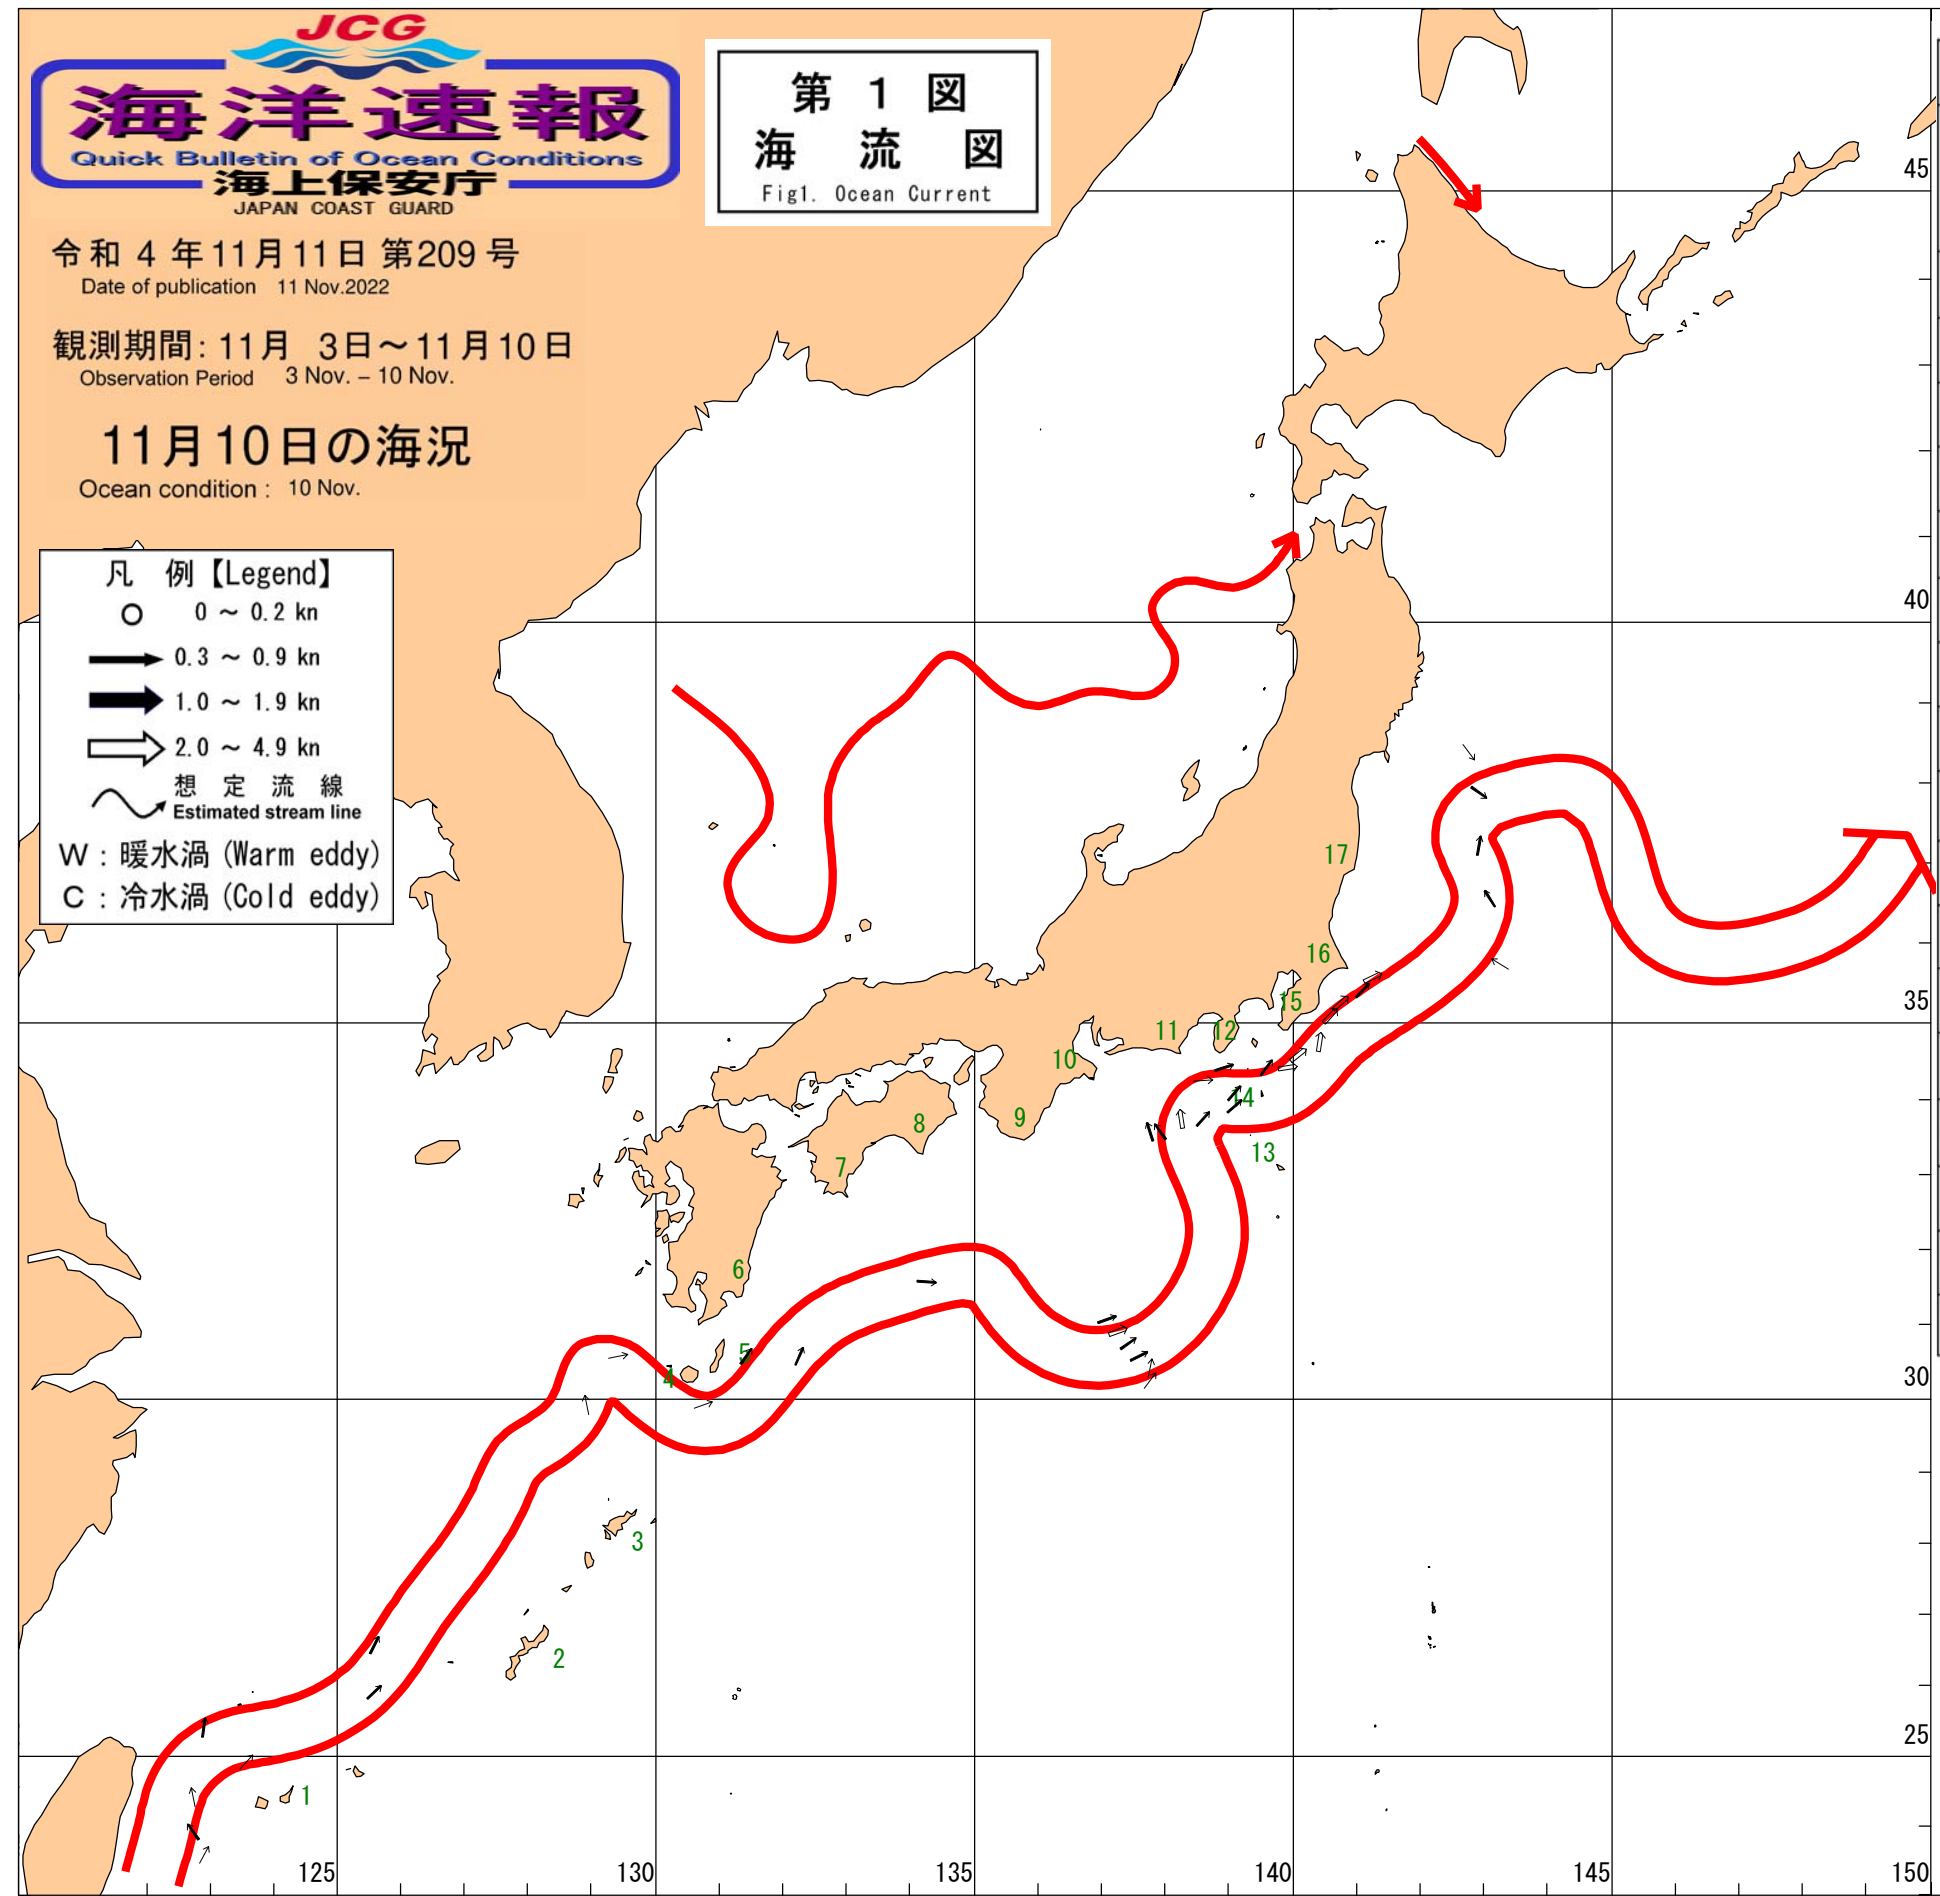 JCG
海洋速報
Quick Bulletin of Ocean Conditions
海上保安庁
JAPAN COAST GUARD
第 1 図
海 流 図
Fig1. Ocean Current
令和 4 年11月11日 第209 号
Date of publication 11 Nov.2022
観測期間: 11月 3日～11月10日
Observation Period 3 Nov. – 10 Nov.
11月10日の海況
Ocean condition : 10 Nov.
凡 例【Legend】
0 ～ 0.2 kn
0.3 ～ 0.9 kn
1.0 ～ 1.9 kn
2.0 ～ 4.9 kn
想 定 流 線
Estimated stream line
W : 暖水渦 (Warm eddy)
C : 冷水渦 (Cold eddy)
45
40
35
30
25
17
16
15
11
12
10
14
9
8
13
7
6
5
4
3
2
1
125
130
135
140
145
150